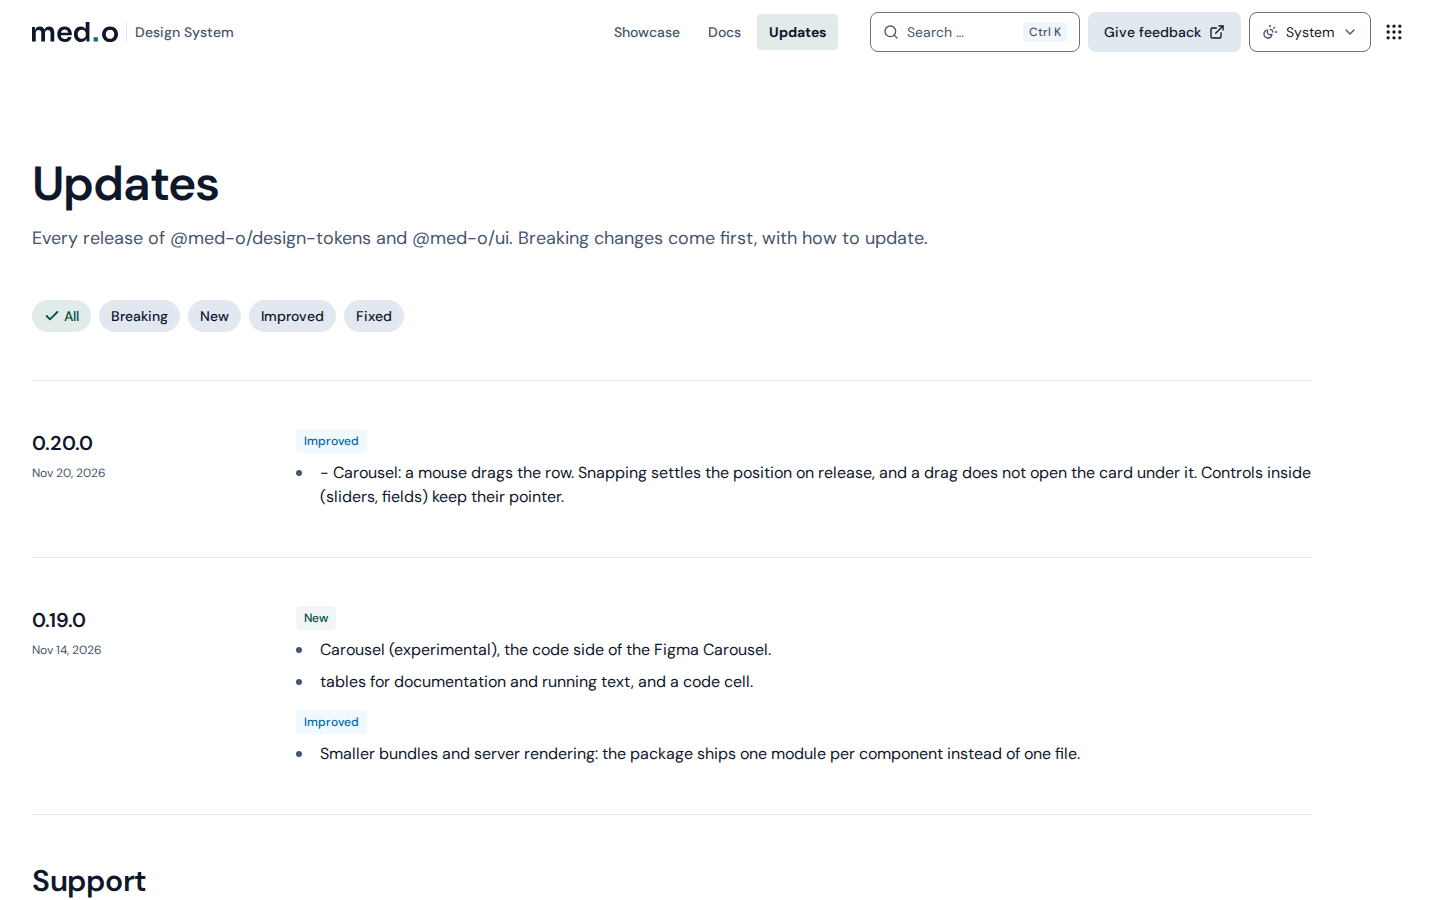 med.o Design System Showcase Docs Updates Search ... Ctrl K Give feedback System
Updates
Every release of @med-o/design-tokens and @med-o/ui. Breaking changes come first, with how to update.
All Breaking New Improved Fixed
0.20.0
Nov 20, 2026
Improved
- Carousel: a mouse drags the row. Snapping settles the position on release, and a drag does not open the card under it. Controls inside
(sliders, fields) keep their pointer.
0.19.0
Nov 14, 2026
New
Carousel (experimental), the code side of the Figma Carousel.
tables for documentation and running text, and a code cell.
Improved
Smaller bundles and server rendering: the package ships one module per component instead of one file.
Support